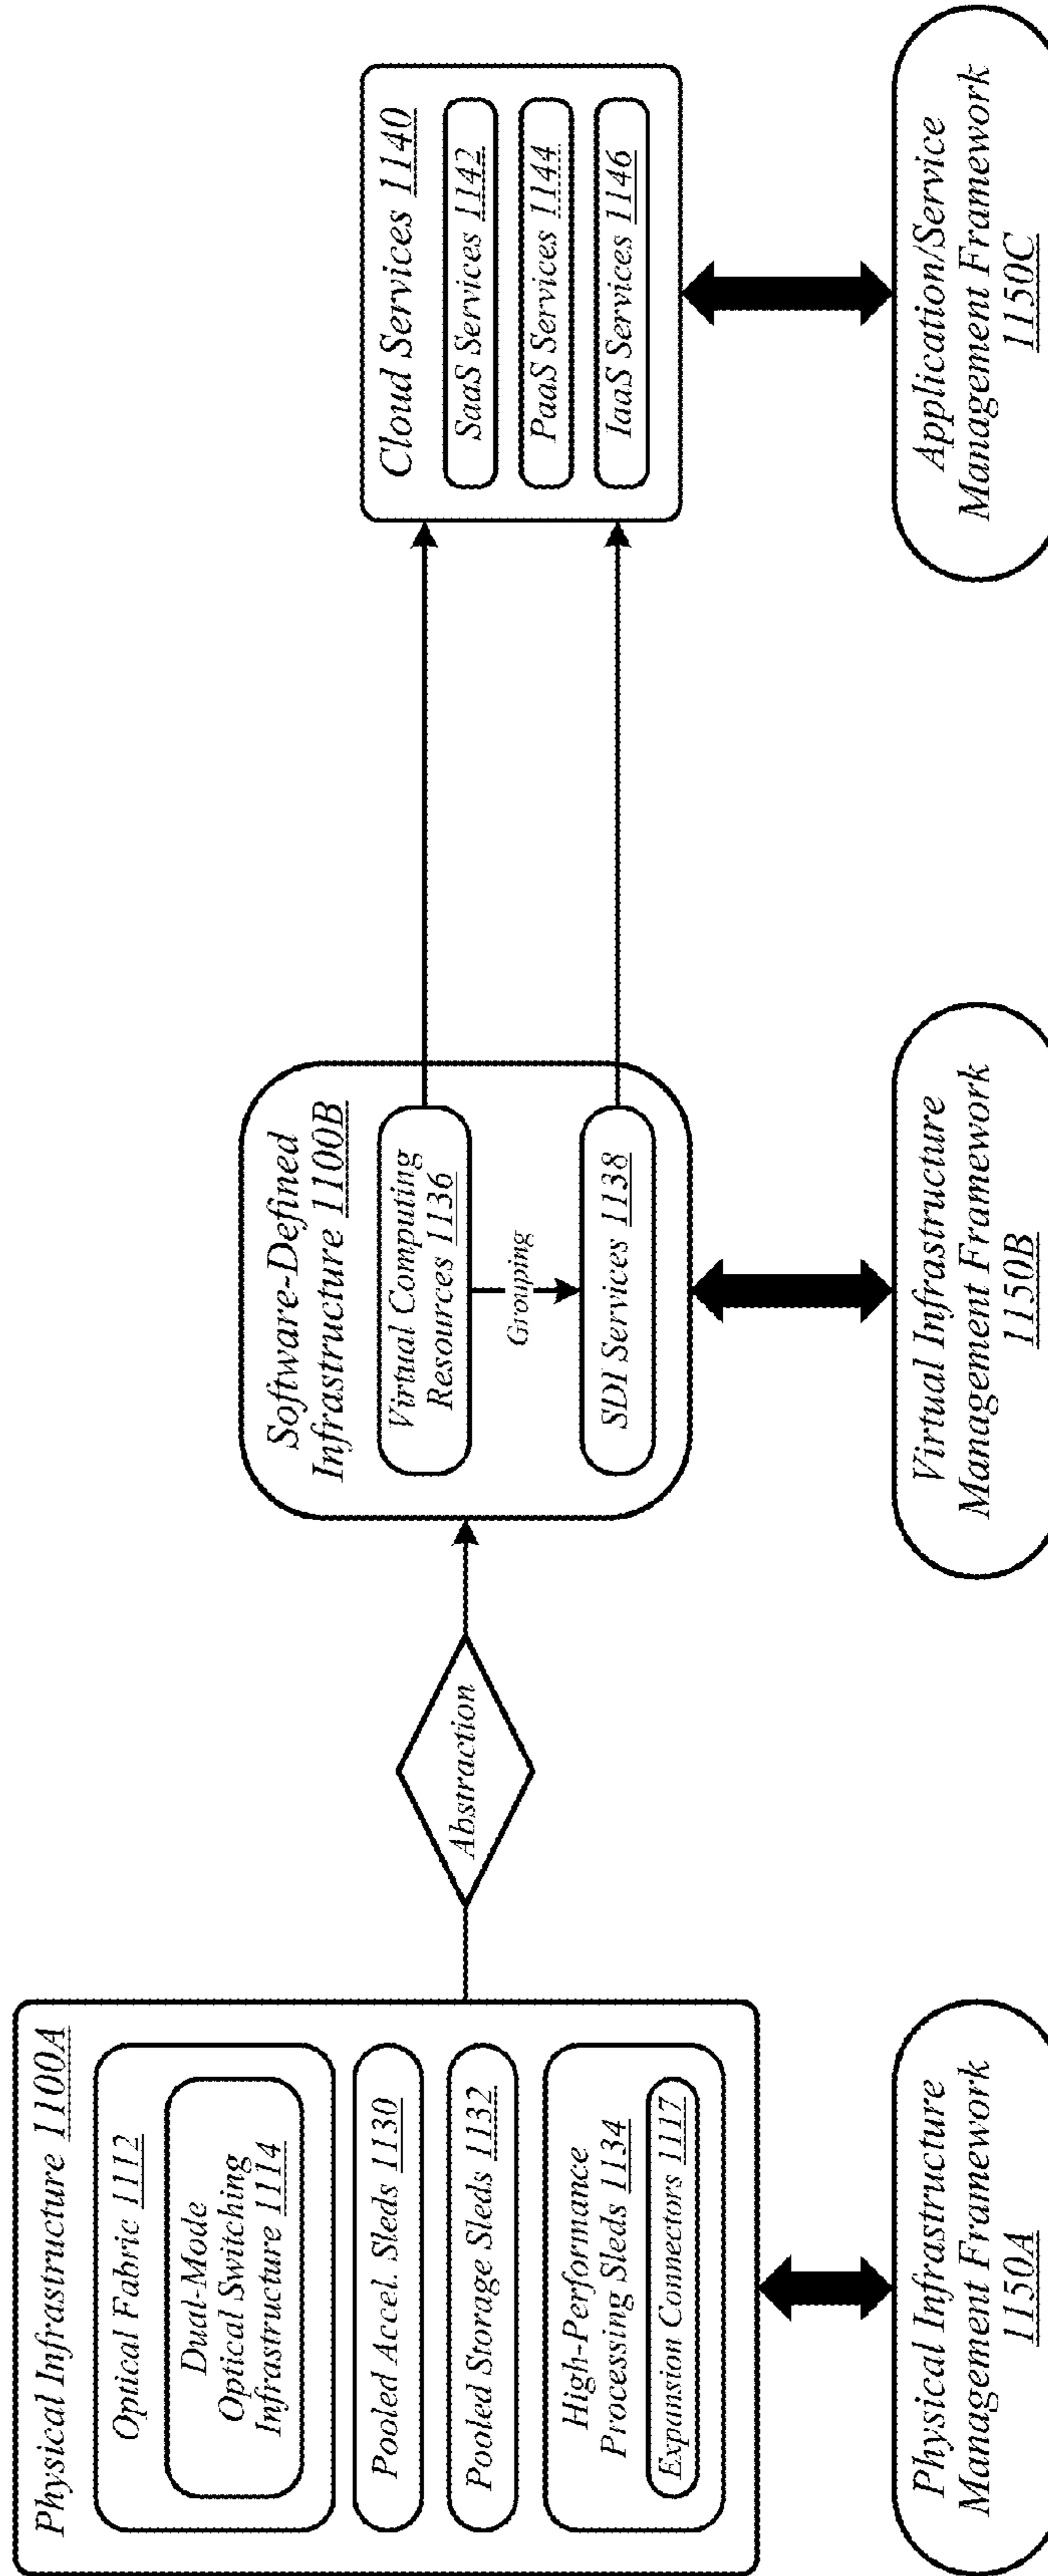 Physical Infrastructure 1100A
Optical Fabric 1112
Dual-Mode
Optical Switching
Infrastructure 1114
Pooled Accel. Sleds 1130
Pooled Storage Sleds 1132
High-Performance
Processing Sleds 1134
Expansion Connectors 1117
Physical Infrastructure
Management Framework
1150A
Abstraction
Software-Defined
Infrastructure 1100B
Virtual Computing
Resources 1136
Grouping
SDI Services 1138
Virtual Infrastructure
Management Framework
1150B
Cloud Services 1140
SaaS Services 1142
PaaS Services 1144
IaaS Services 1146
Application/Service
Management Framework
1150C